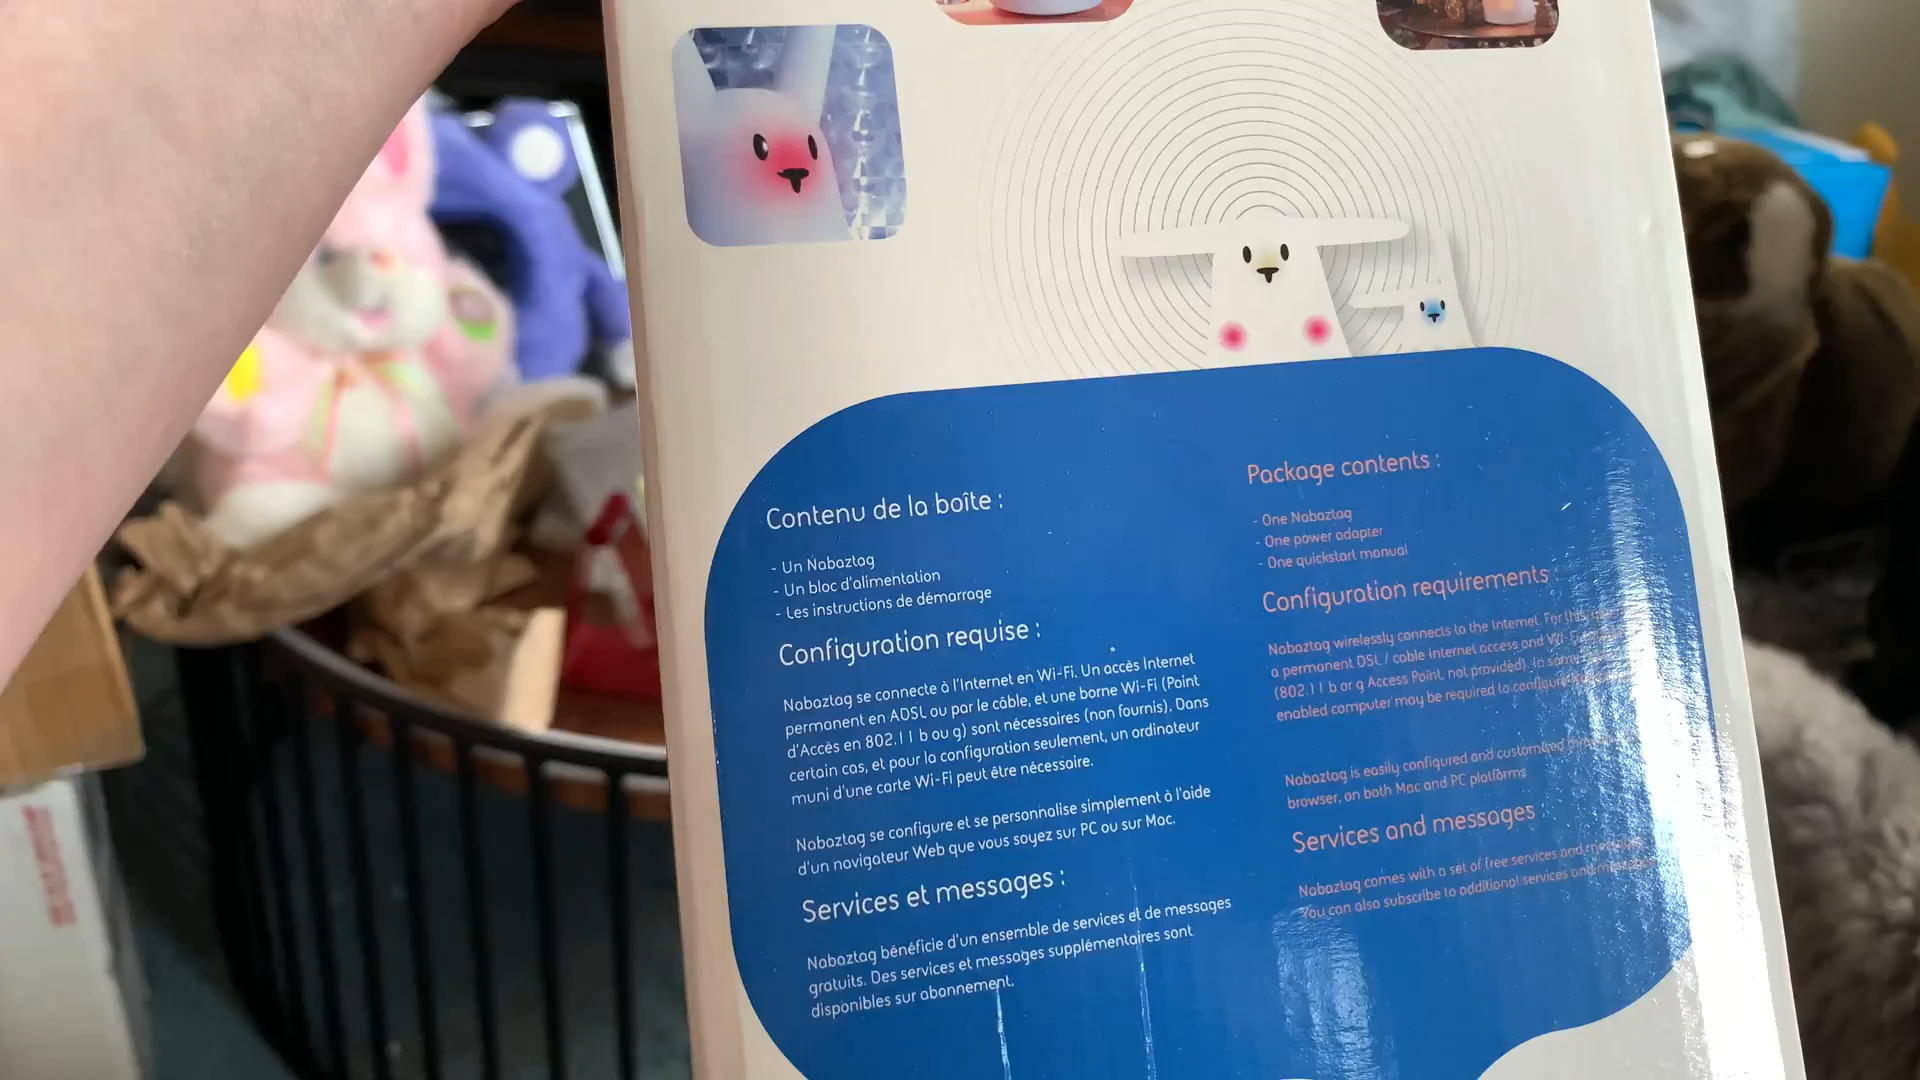 Contenu de la boîte :
- Un Nabaztag
- Un bloc d'alimentation
- Les instructions de démarrage
Configuration requise :
Nabaztag se connecte à l'Internet en Wi-Fi. Un accès Internet
permanent en ADSL ou par le câble, et une borne Wi-Fi (Point
d'Accès en 802.11 b ou g) sont nécessaires (non fournis). Dans
certain cas, et pour la configuration seulement, un ordinateur
muni d'une carte Wi-Fi peut être nécessaire.
Nabaztag se configure et se personnalise simplement à l'aide
d'un navigateur Web que vous soyez sur PC ou sur Mac.
Services et messages :
Nabaztag bénéficie d'un ensemble de services et de messages
gratuits. Des services et messages supplémentaires sont
disponibles sur abonnement.
Package contents :
- One Nabaztag
- One power adapter
- One quickstart manual
Configuration requirements :
Nabaztag wirelessly connects to the Internet. For this
a permanent DSL / cable Internet access and Wi-Fi
(802.11 b or g Access Point, not provided). In some
enabled computer may be required to configure
Nabaztag is easily configured and customised
browser, on both Mac and PC platforms
Services and messages :
Nabaztag comes with a set of free services and messages
You can also subscribe to additional services and messages